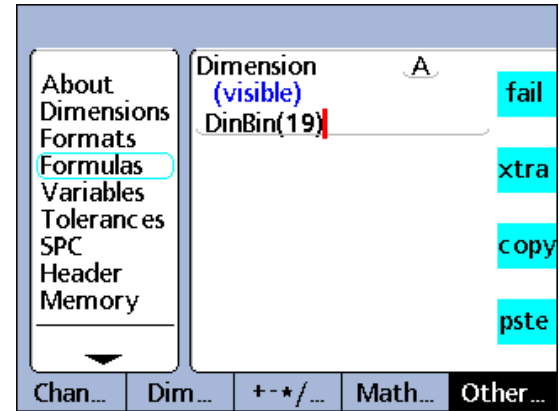 About
Dimensions
Formats
Formulas
Variables
Tolerances
SPC
Header
Memory
Dimension A
(visible)
DinBin(19)
fail
xtra
copy
pste
Chan... Dim... +-*/... Math... Other...